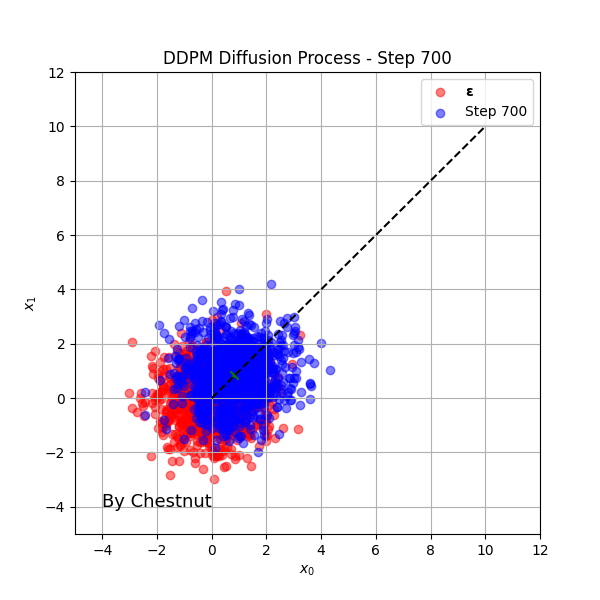 DDPM Diffusion Process - Step 700
ε
Step 700
12
10
8
6
4
2
0
−2
−4
x₁
By Chestnut
−4 −2 0 2 4 6 8 10 12
x₀